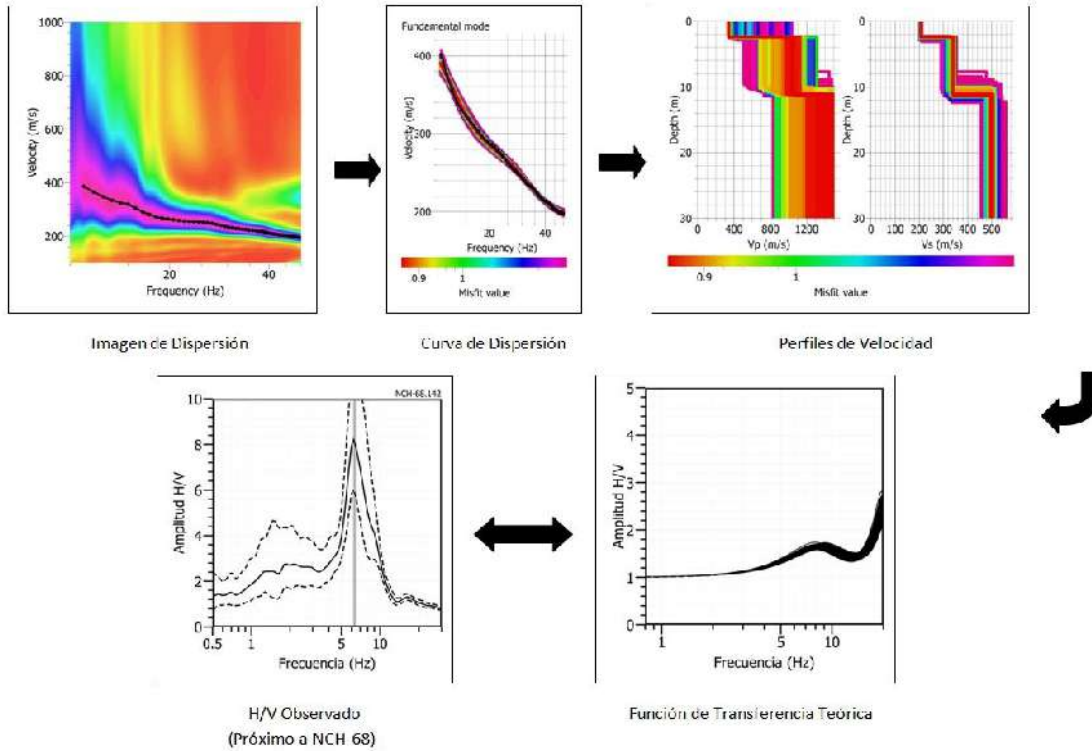 1000
800
600
400
200
Velocity (m/s)
20
40
Frequency (Hz)
Imagen de Dispersión
Fundamental mode
400
300
200
Velocity (m/s)
20
40
Frequency (Hz)
0.9
1
Misfit value
Curva de Dispersión
0
10
20
30
Depth (m)
0
400
800
1200
Vp (m/s)
0
10
20
30
Depth (m)
0
100
200
300
400
500
Vs (m/s)
0.9
1
Misfit value
Perfiles de Velocidad
NCH-68.142
10
8
6
4
2
0
Amplitud H/V
0.5
1
5
10
Frecuencia (Hz)
H/V Observado
(Próximo a NCH 68)
5
4
3
2
1
0
Amplitud H/V
1
10
Frecuencia (Hz)
Función de Transferencia Teórica